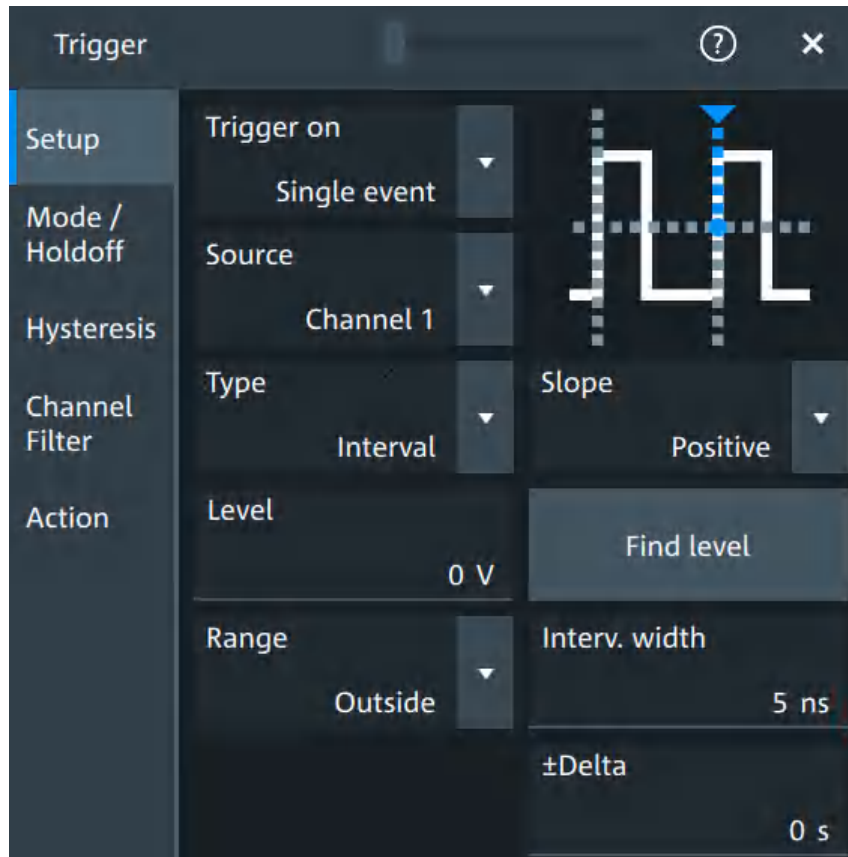 Trigger
?
×
Setup
Mode /
Holdoff
Hysteresis
Channel
Filter
Action
Trigger on
Single event
Source
Channel 1
Type
Interval
Slope
Positive
Level
0 V
Find level
Range
Outside
Interv. width
5 ns
±Delta
0 s